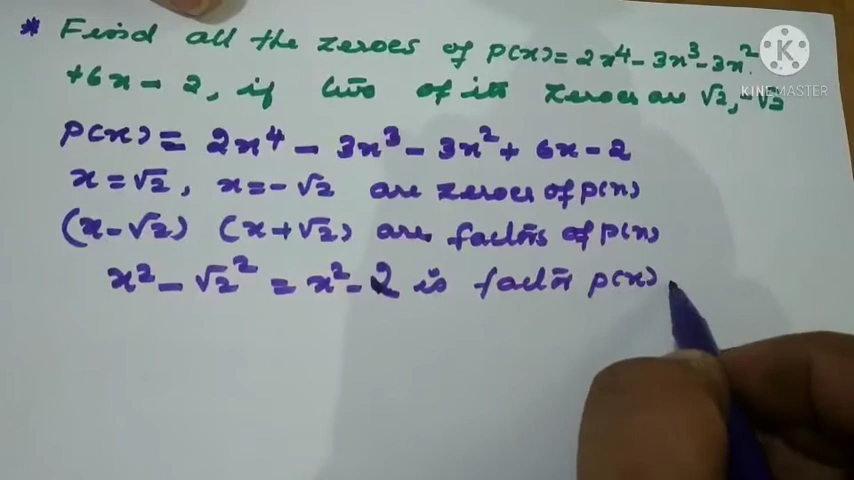 * Find all the zeroes of p(x) = 2x⁴ - 3x³ - 3x²
+6x - 2, if two of its zeroes are √2, -√2
KINEMASTER
p(x) = 2x⁴ - 3x³ - 3x² + 6x - 2
x = √2, x = -√2 are zeroes of p(x)
(x - √2) (x + √2) are factors of p(x)
x² - √2² = x² - 2 is factor p(x)